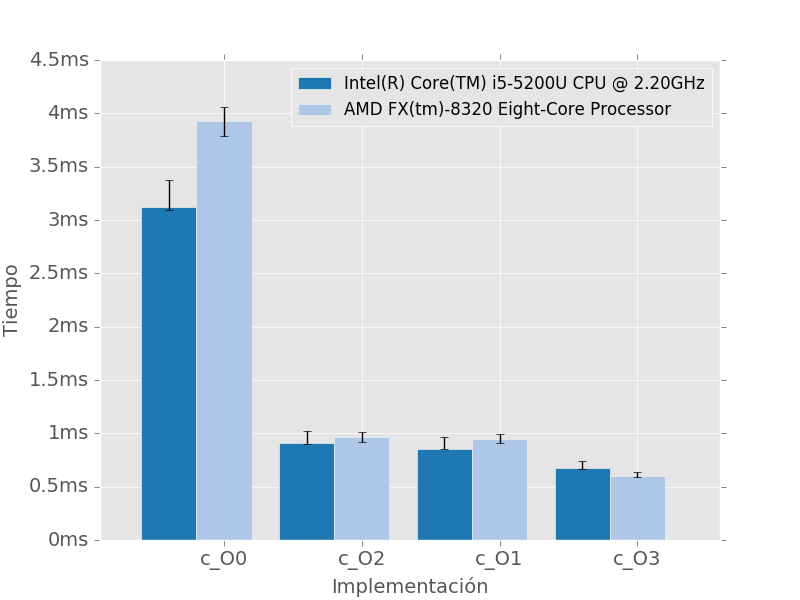 4.5ms
4ms
3.5ms
3ms
2.5ms
2ms
1.5ms
1ms
0.5ms
0ms
Tiempo
Intel(R) Core(TM) i5-5200U CPU @ 2.20GHz
AMD FX(tm)-8320 Eight-Core Processor
c_O0 c_O2 c_O1 c_O3
Implementación